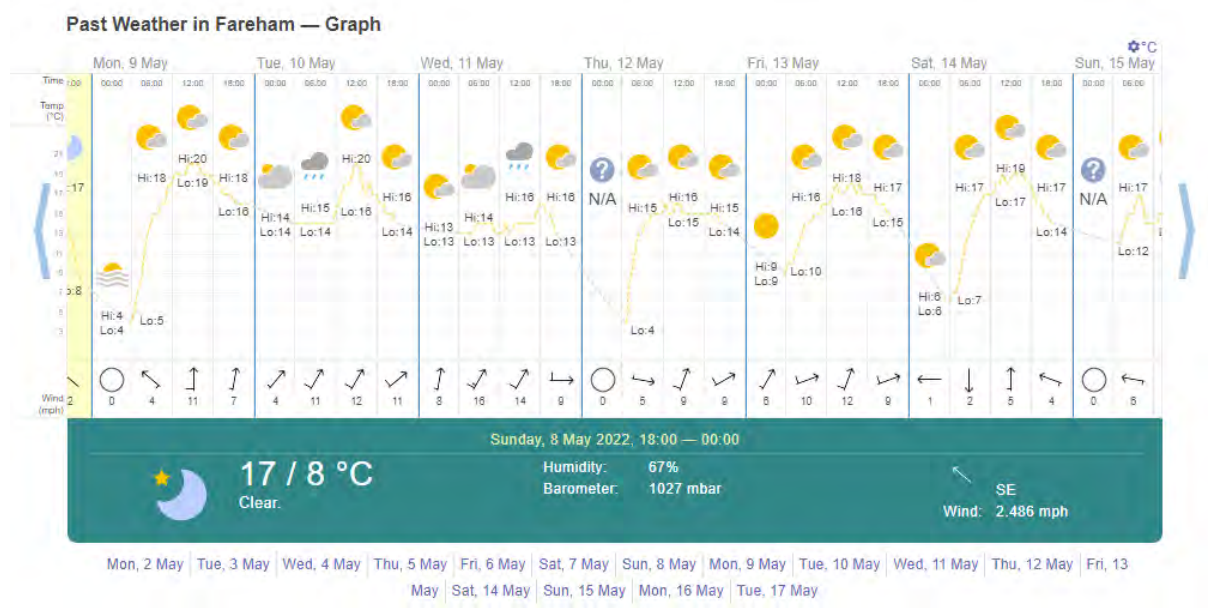 Past Weather in Fareham — Graph
°C
Mon, 9 May Tue, 10 May Wed, 11 May Thu, 12 May Fri, 13 May Sat, 14 May Sun, 15 May
Time 00:00 06:00 12:00 18:00 00:00 06:00 12:00 18:00 00:00 06:00 12:00 18:00 00:00 06:00 12:00 18:00 00:00 06:00 12:00 18:00 00:00 06:00 12:00 18:00 00:00 06:00
Temp
(°C)
Hi:20 Hi:20
:17 Hi:18 Lo:19 Hi:18 Hi:18 Hi:19
Hi:16 Hi:16 Hi:16 N/A Hi:16 Hi:16 Hi:17 Hi:17 Lo:17 Hi:17 N/A Hi:17
Lo:16 Hi:14 Hi:15 Lo:16 Hi:14 Hi:15 Lo:15 Hi:15 Lo:16 Lo:15
Lo:14 Lo:14 Lo:14 Hi:13 Lo:14 Lo:14
Lo:13 Lo:13 Lo:13 Lo:13 Lo:12
Hi:9 Lo:10
Lo:9
:8 Hi:6 Lo:7
Hi:4 Lo:5 Lo:6
Lo:4 Lo:4
Wind
(mph) 2 0 4 11 7 4 11 12 11 8 16 14 9 0 5 9 9 6 10 12 9 1 2 5 4 0 6
Sunday, 8 May 2022, 18:00 — 00:00
17 / 8 °C
Clear.
Humidity: 67%
Barometer: 1027 mbar
SE
Wind: 2.486 mph
Mon, 2 May Tue, 3 May Wed, 4 May Thu, 5 May Fri, 6 May Sat, 7 May Sun, 8 May Mon, 9 May Tue, 10 May Wed, 11 May Thu, 12 May Fri, 13
May Sat, 14 May Sun, 15 May Mon, 16 May Tue, 17 May